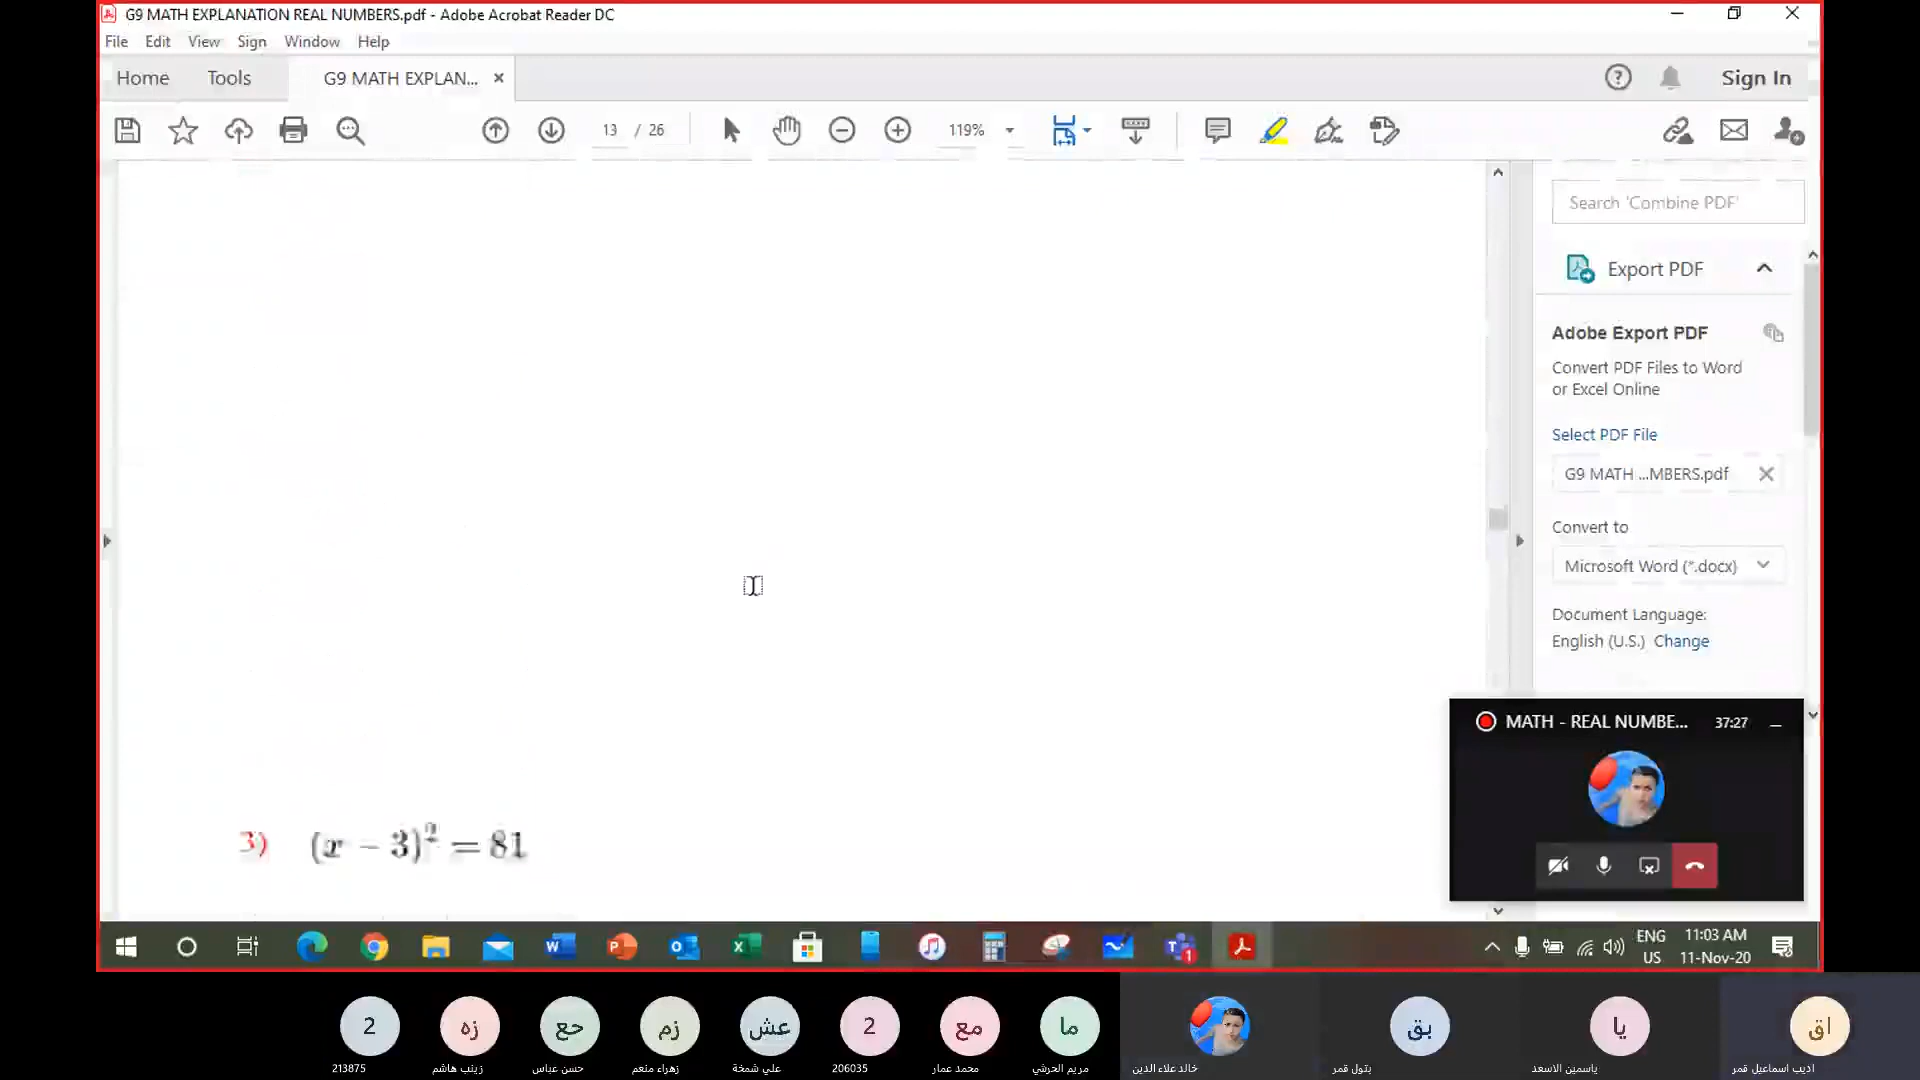 G9 MATH EXPLANATION REAL NUMBERS.pdf - Adobe Acrobat Reader DC
File Edit View Sign Window Help
Home Tools G9 MATH EXPLAN... Sign In
13 / 26 119%
Search 'Combine PDF'
Export PDF
Adobe Export PDF
Convert PDF Files to Word
or Excel Online
Select PDF File
G9 MATH ...MBERS.pdf
Convert to
Microsoft Word (*.docx)
Document Language:
English (U.S.) Change
MATH - REAL NUMBE... 37:27
3) (x − 3)² = 81
ENG 11:03 AM
US 11-Nov-20
2 زه حع زم عش 2 مع ما بق يا اق
213875 زينب هاشم حسن عباس زهراء منعم علي شمخة 206035 محمد عمار مريم الحرشي خالد علاء الدين بتول قمر ياسمين الاسعد اديب اسماعيل قمر